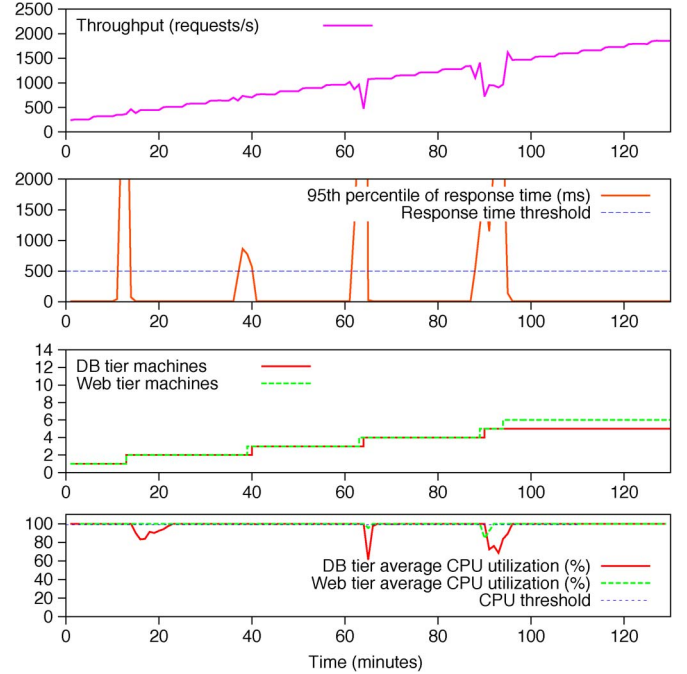 2500
2000
1500
1000
500
0
Throughput (requests/s)
0 20 40 60 80 100 120
2000
1500
1000
500
0
95th percentile of response time (ms)
Response time threshold
0 20 40 60 80 100 120
14
12
10
8
6
4
2
0
DB tier machines
Web tier machines
0 20 40 60 80 100 120
100
80
60
40
20
0
DB tier average CPU utilization (%)
Web tier average CPU utilization (%)
CPU threshold
0 20 40 60 80 100 120
Time (minutes)